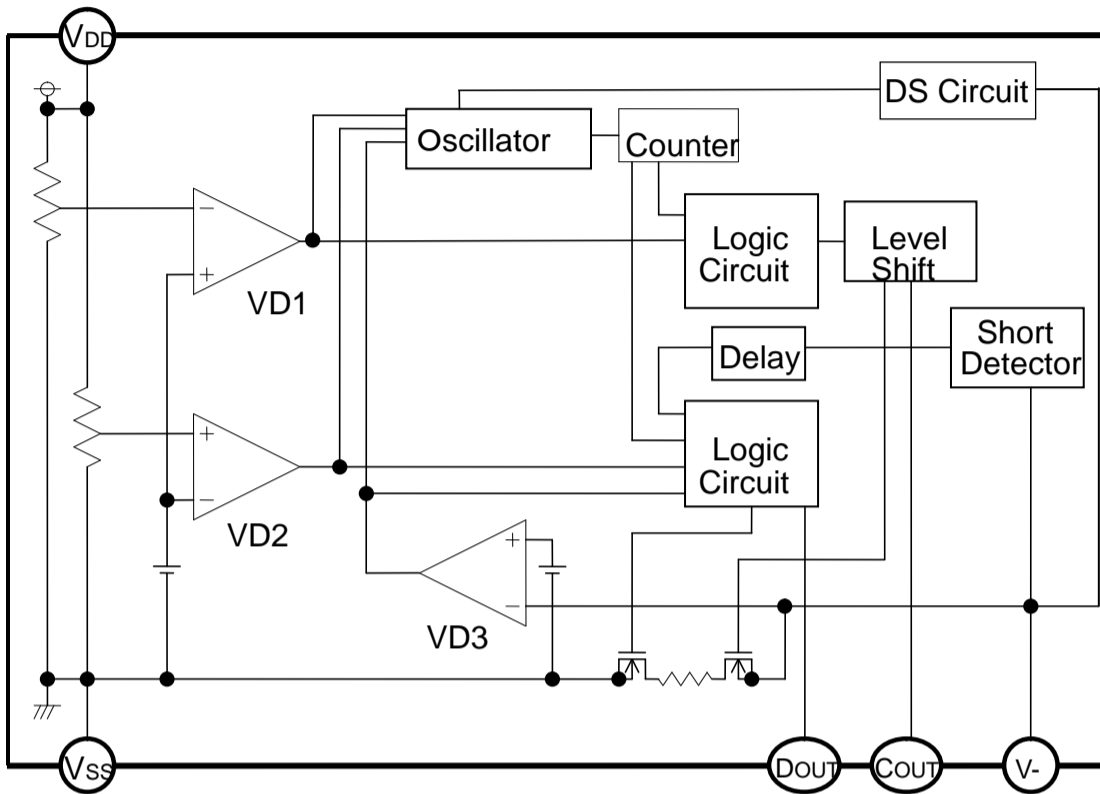 VDD
DS Circuit
Oscillator
Counter
Logic
Circuit
Level
Shift
−
+
VD1
Short
Detector
Delay
+
−
VD2
Logic
Circuit
+
−
VD3
VSS
DOUT
COUT
V-